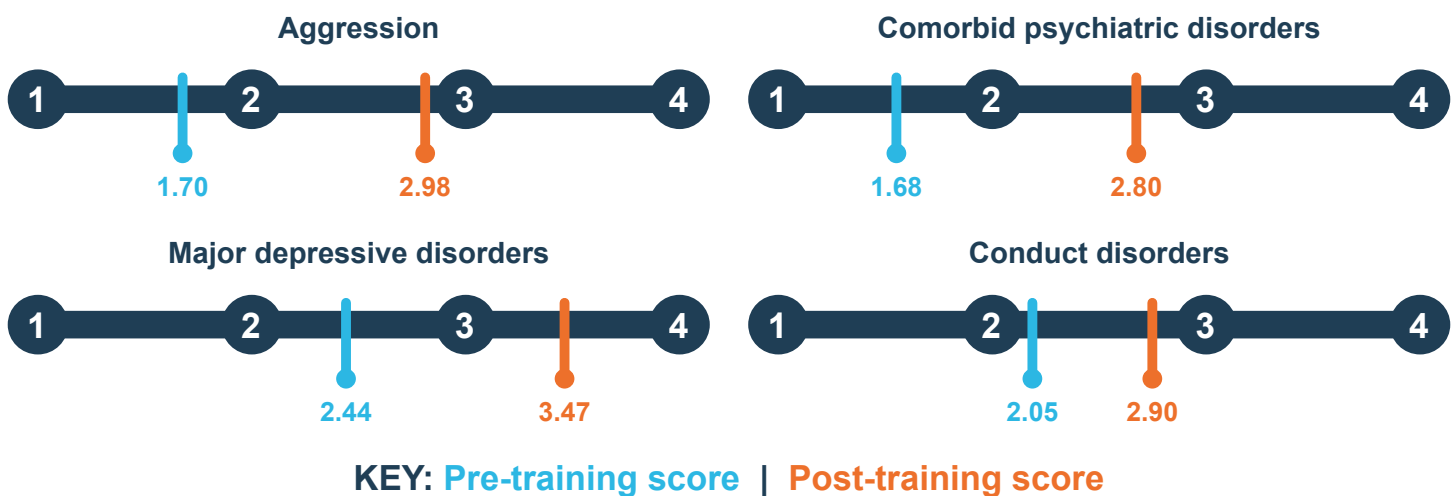 Aggression
1 2 3 4
1.70 2.98
Comorbid psychiatric disorders
1 2 3 4
1.68 2.80
Major depressive disorders
1 2 3 4
2.44 3.47
Conduct disorders
1 2 3 4
2.05 2.90
KEY: Pre-training score | Post-training score